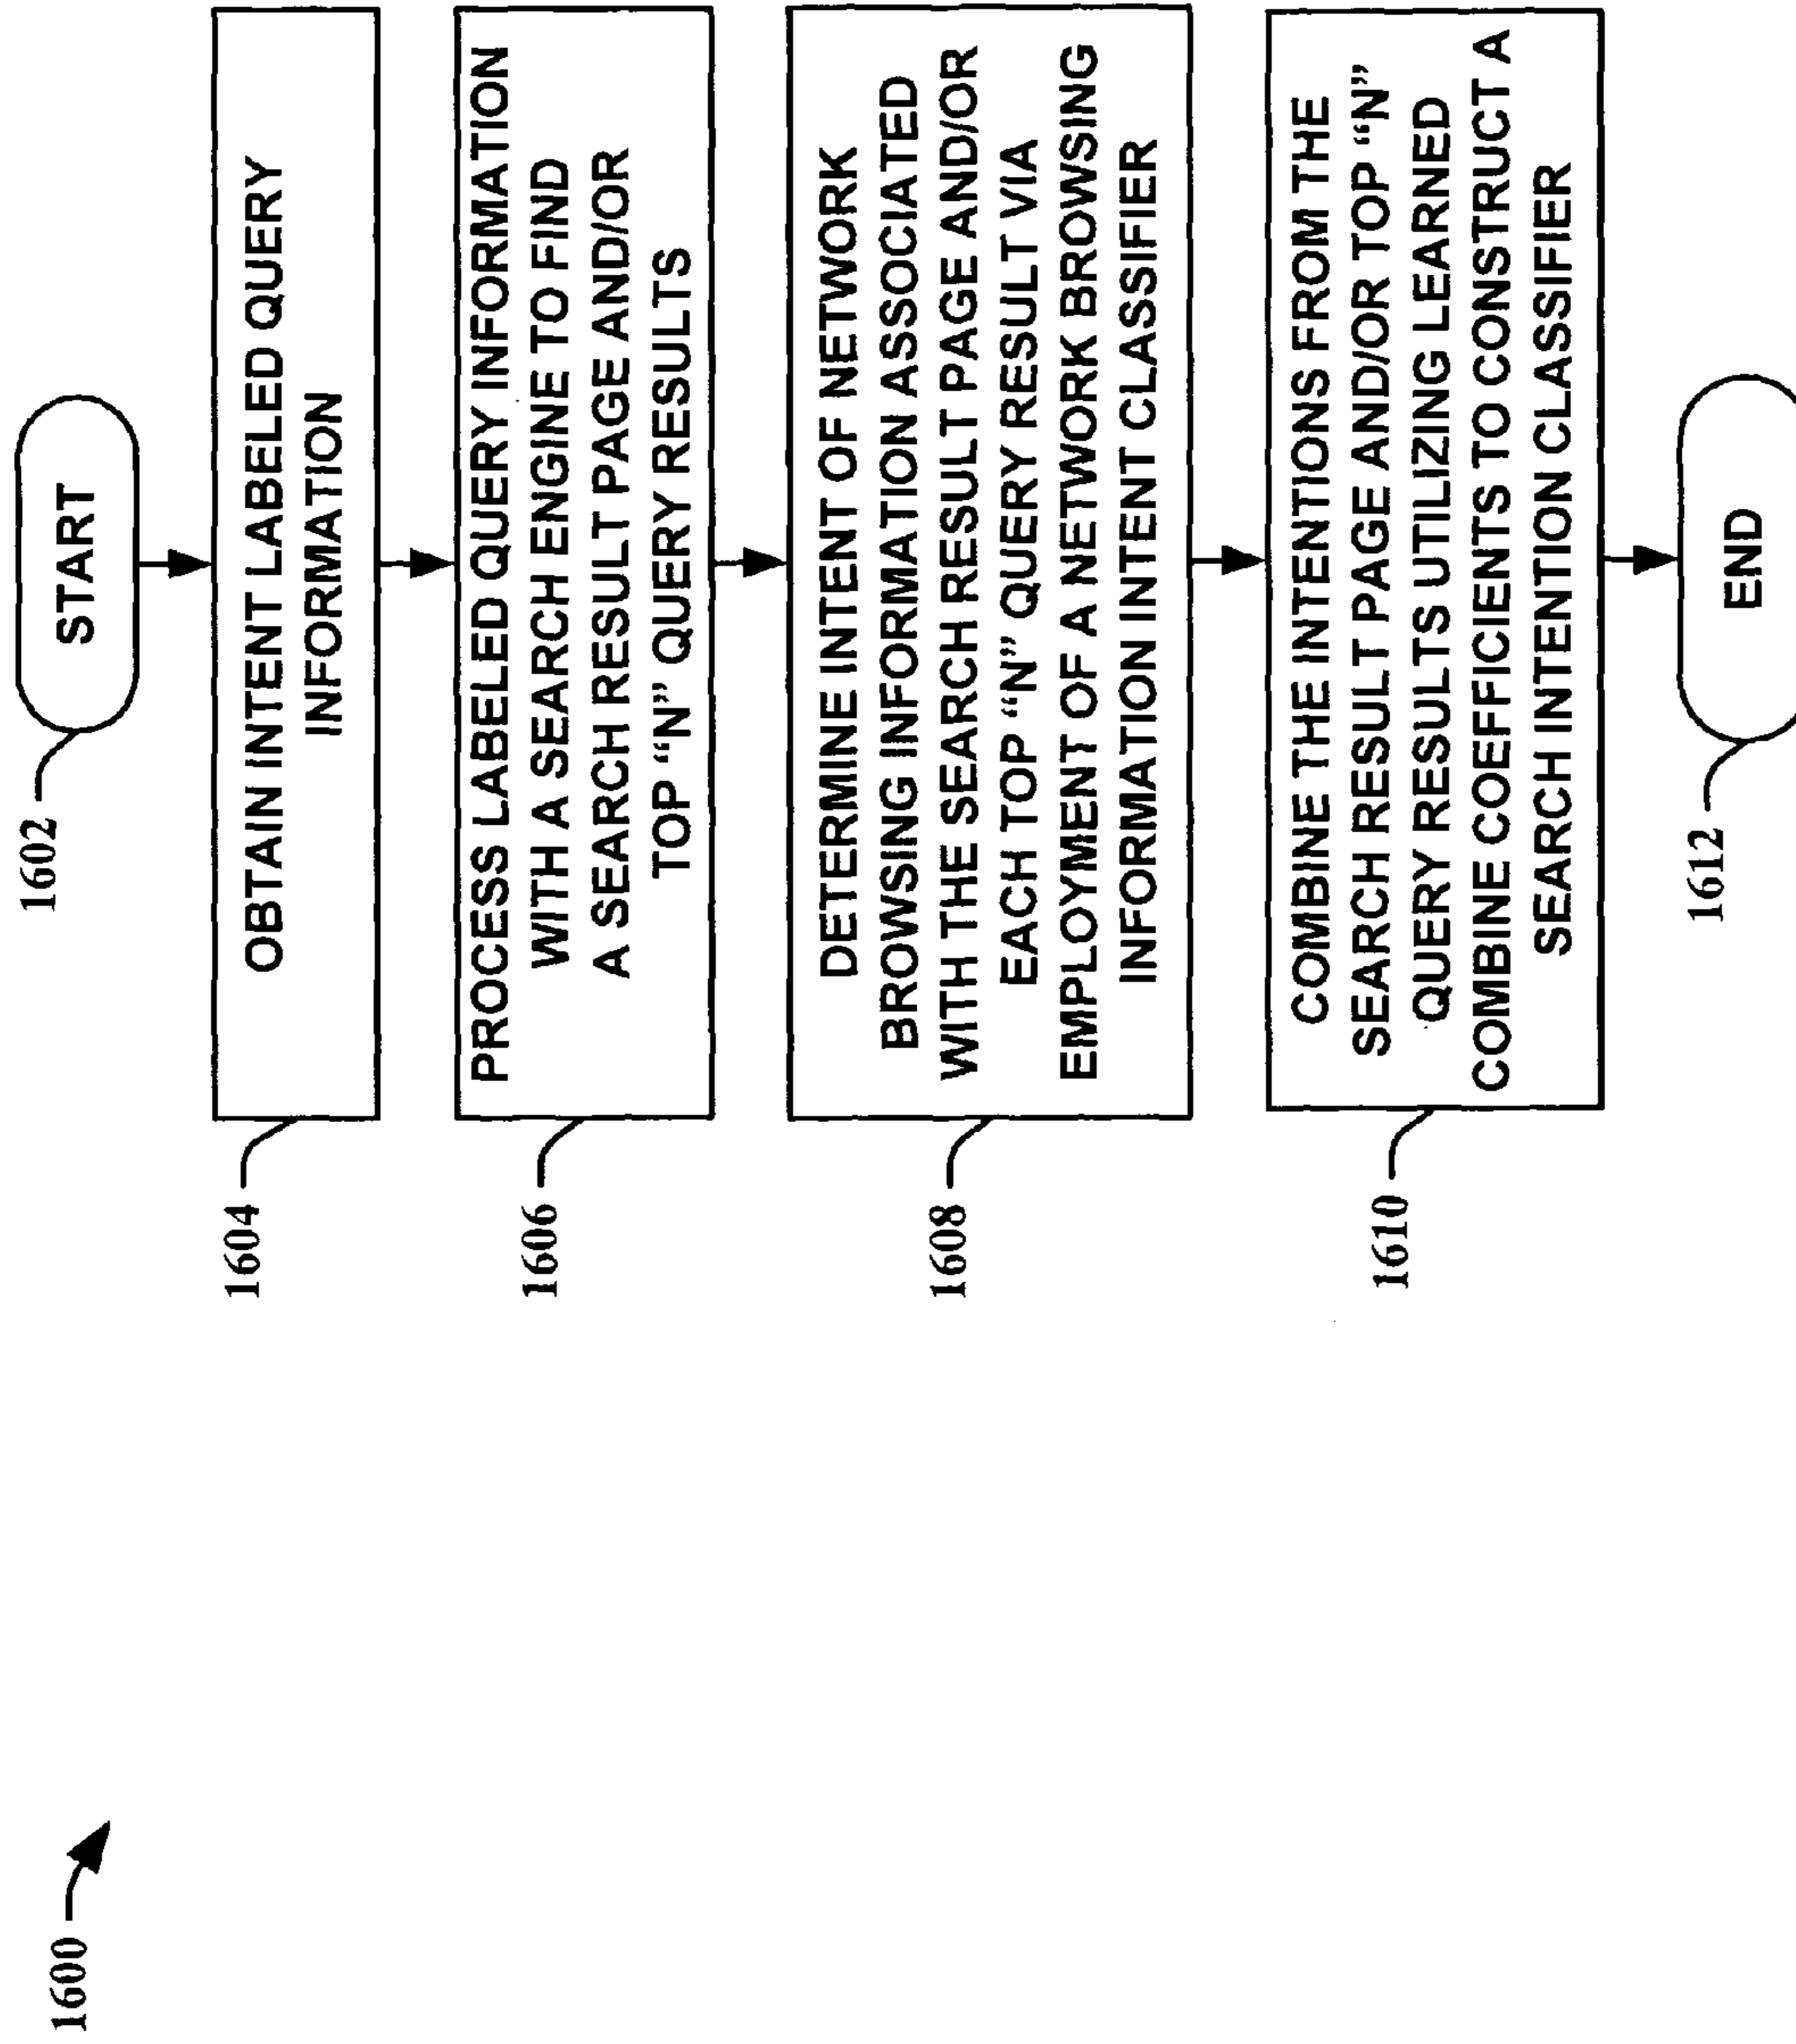 1600
START
1602
OBTAIN INTENT LABELED QUERY
INFORMATION
1604
PROCESS LABELED QUERY INFORMATION
WITH A SEARCH ENGINE TO FIND
A SEARCH RESULT PAGE AND/OR
TOP “N” QUERY RESULTS
1606
DETERMINE INTENT OF NETWORK
BROWSING INFORMATION ASSOCIATED
WITH THE SEARCH RESULT PAGE AND/OR
EACH TOP “N” QUERY RESULT VIA
EMPLOYMENT OF A NETWORK BROWSING
INFORMATION INTENT CLASSIFIER
1608
COMBINE THE INTENTIONS FROM THE
SEARCH RESULT PAGE AND/OR TOP “N”
QUERY RESULTS UTILIZING LEARNED
COMBINE COEFFICIENTS TO CONSTRUCT A
SEARCH INTENTION CLASSIFIER
1610
END
1612